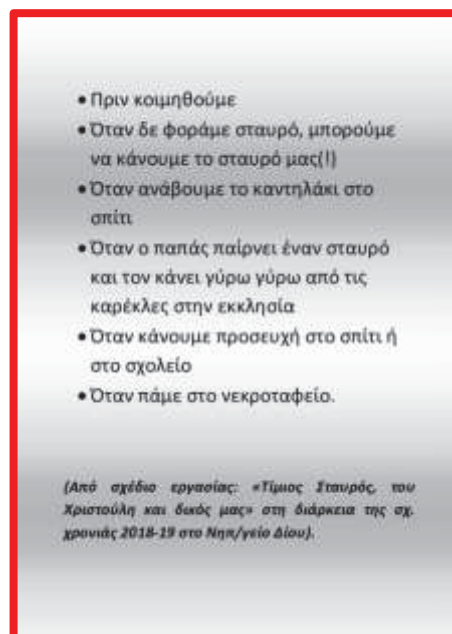 • Πριν κοιμηθούμε
• Όταν δε φοράμε σταυρό, μπορούμε
να κάνουμε το σταυρό μας(!)
• Όταν ανάβουμε το καντηλάκι στο
σπίτι
• Όταν ο παπάς παίρνει έναν σταυρό
και τον κάνει γύρω γύρω από τις
καρέκλες στην εκκλησία
• Όταν κάνουμε προσευχή στο σπίτι ή
στο σχολείο
• Όταν πάμε στο νεκροταφείο.
(Από σχέδιο εργασίας: «Τίμιος Σταυρός, του
Χριστούλη και δικός μας» στη διάρκεια της σχ.
χρονιάς 2018-19 στο Νηπ/γείο Δίου).